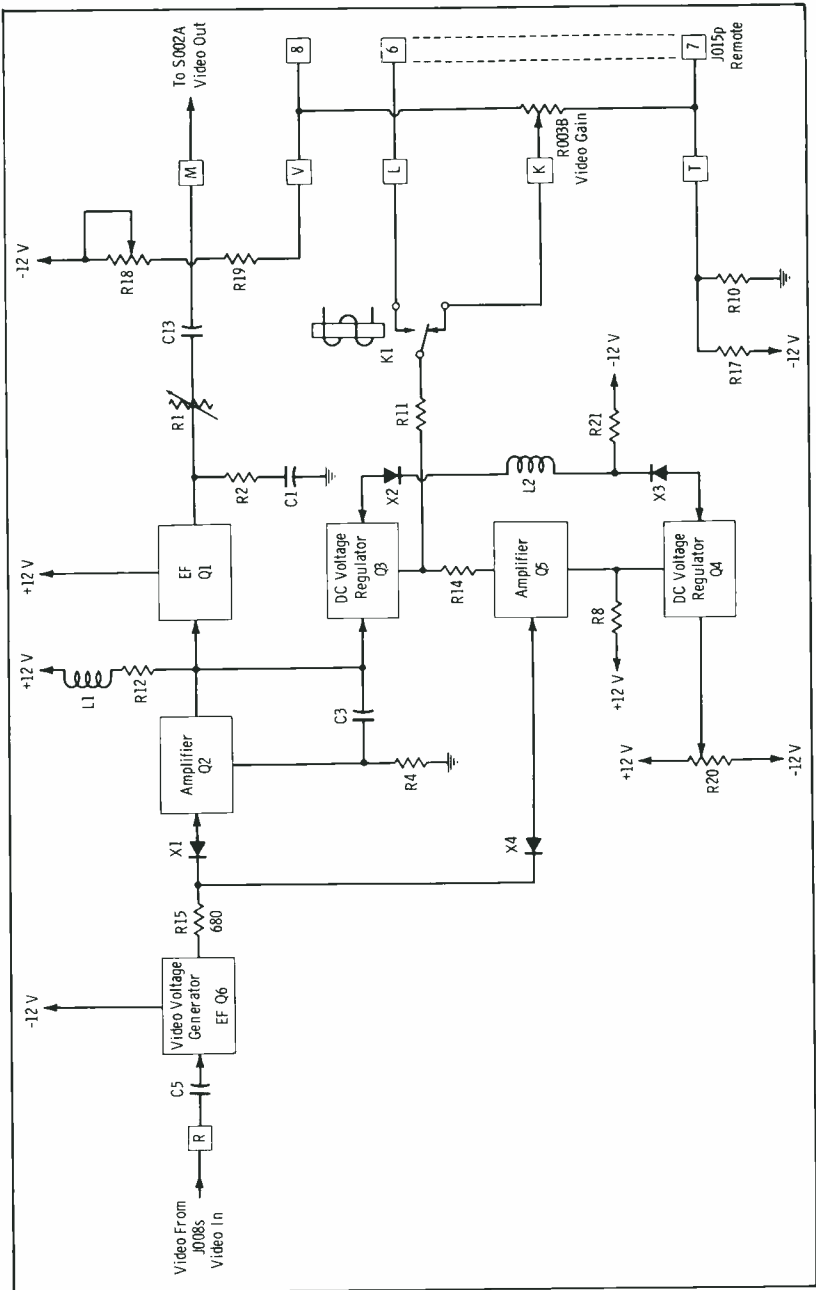 Video From
J008s
Video In
R
C5
-12 V
Video Voltage
Generator
EF Q6
R15
680
X1
X4
Amplifier
Q2
+12 V
L1
R12
C3
R4
+12 V
EF
Q1
R2
C1
R1
C13
-12 V
R18
R19
M
To S002A
Video Out
V
8
L
6
K
R003B
Video Gain
T
7
J015p
Remote
K1
R11
DC Voltage
Regulator
Q3
X2
L2
R21
-12 V
X3
R14
Amplifier
Q5
R8
+12 V
DC Voltage
Regulator
Q4
+12 V
R20
-12 V
R10
R17
-12 V